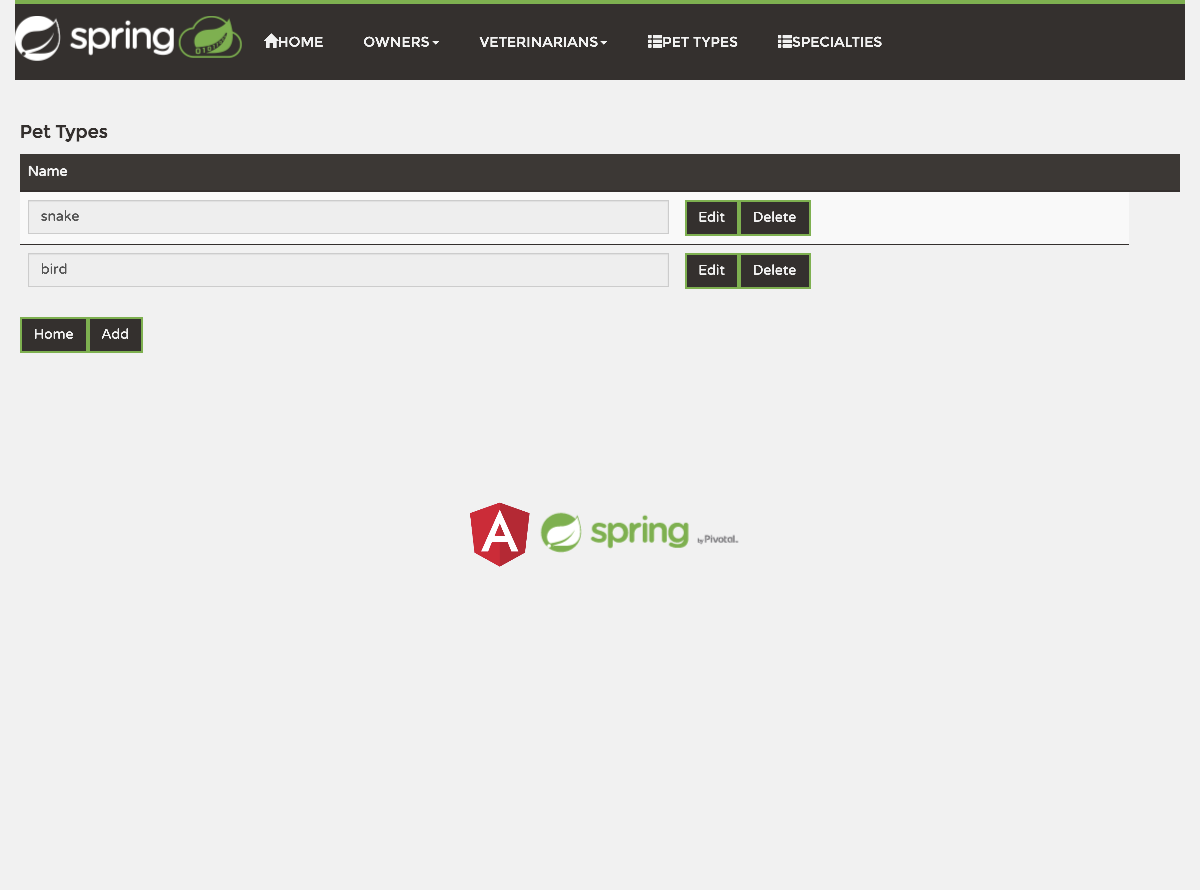 spring HOME OWNERS VETERINARIANS PET TYPES SPECIALTIES
Pet Types
Name
snake Edit Delete
bird Edit Delete
Home Add
A spring by Pivotal.